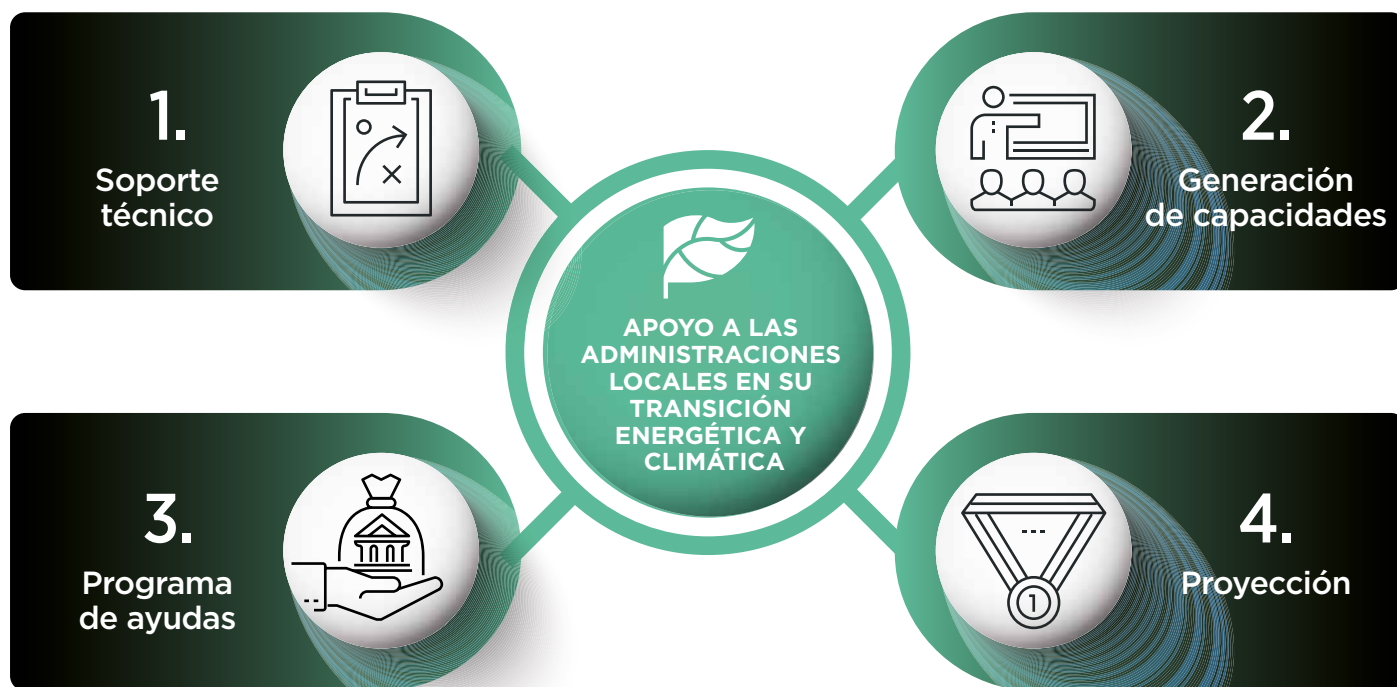 1.
Soporte
técnico
2.
Generación
de capacidades
APOYO A LAS
ADMINISTRACIONES
LOCALES EN SU
TRANSICIÓN
ENERGÉTICA Y
CLIMÁTICA
3.
Programa
de ayudas
4.
Proyección
1